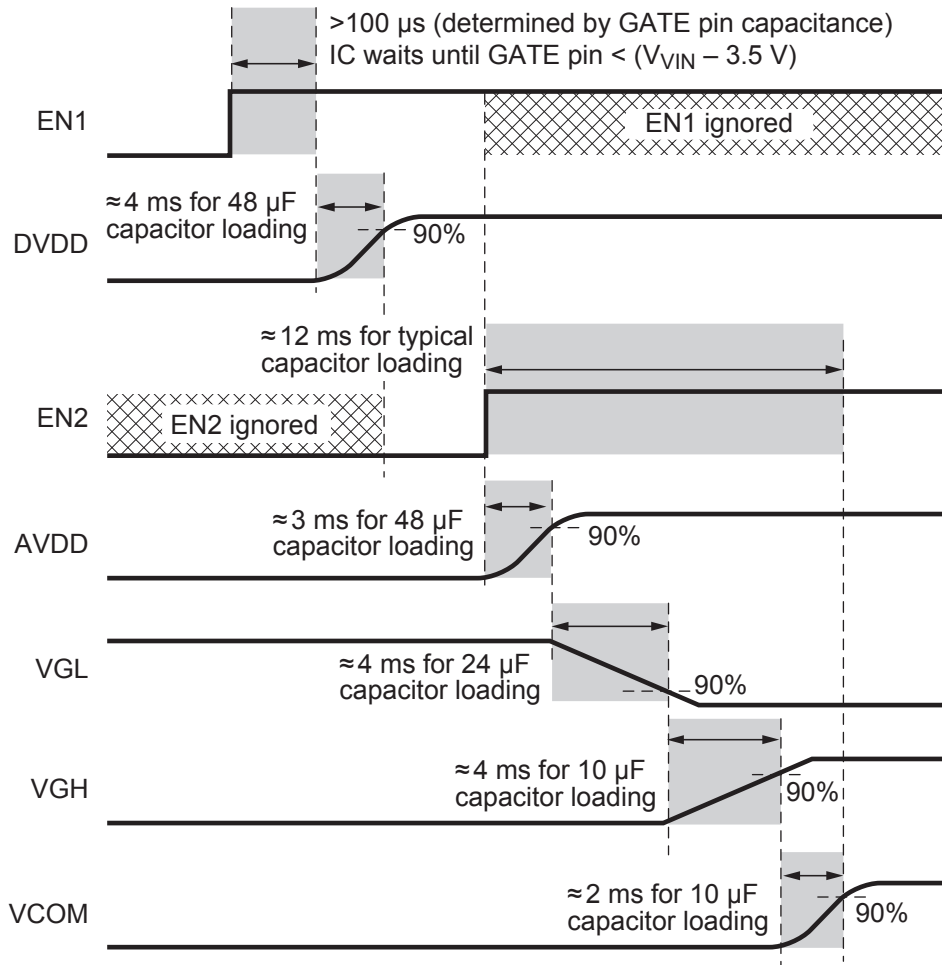 >100 µs (determined by GATE pin capacitance)
IC waits until GATE pin < (VVIN – 3.5 V)
EN1
EN1 ignored
≈4 ms for 48 µF
capacitor loading
DVDD
90%
≈12 ms for typical
capacitor loading
EN2
EN2 ignored
≈3 ms for 48 µF
capacitor loading
AVDD
90%
VGL
≈4 ms for 24 µF
capacitor loading
90%
VGH
≈4 ms for 10 µF
capacitor loading
90%
VCOM
≈2 ms for 10 µF
capacitor loading
90%